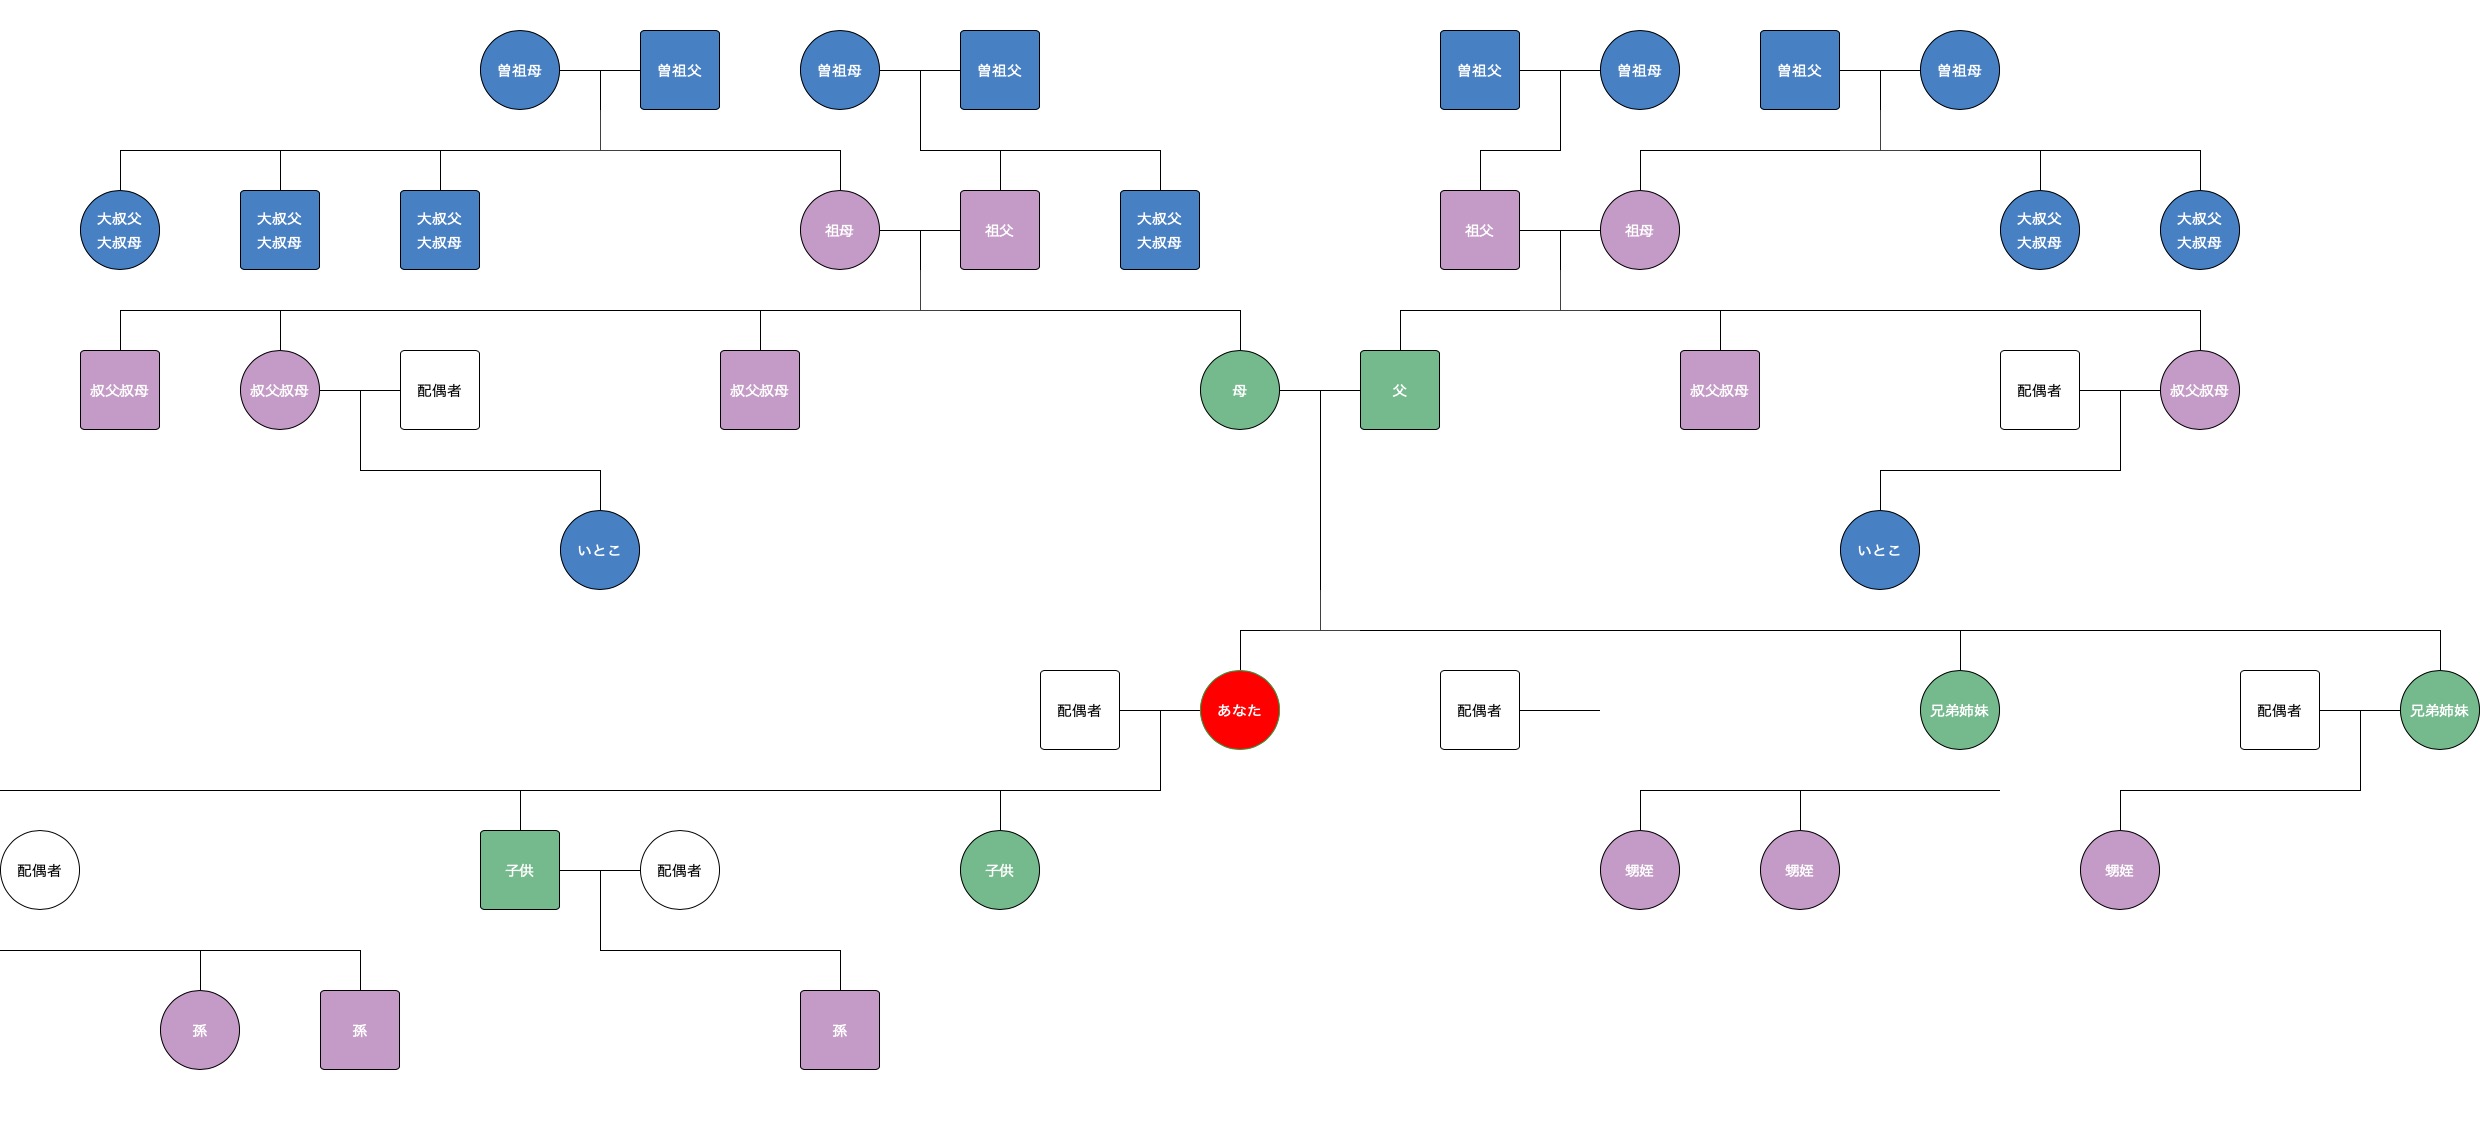 曽祖母
曽祖父
曽祖母
曽祖父
曽祖父
曽祖母
曽祖父
曽祖母
大叔父
大叔母
大叔父
大叔母
大叔父
大叔母
祖母
祖父
大叔父
大叔母
祖父
祖母
大叔父
大叔母
大叔父
大叔母
叔父叔母
叔父叔母
配偶者
叔父叔母
母
父
叔父叔母
配偶者
叔父叔母
いとこ
いとこ
配偶者
あなた
配偶者
兄弟姉妹
配偶者
兄弟姉妹
配偶者
子供
配偶者
子供
甥姪
甥姪
甥姪
孫
孫
孫